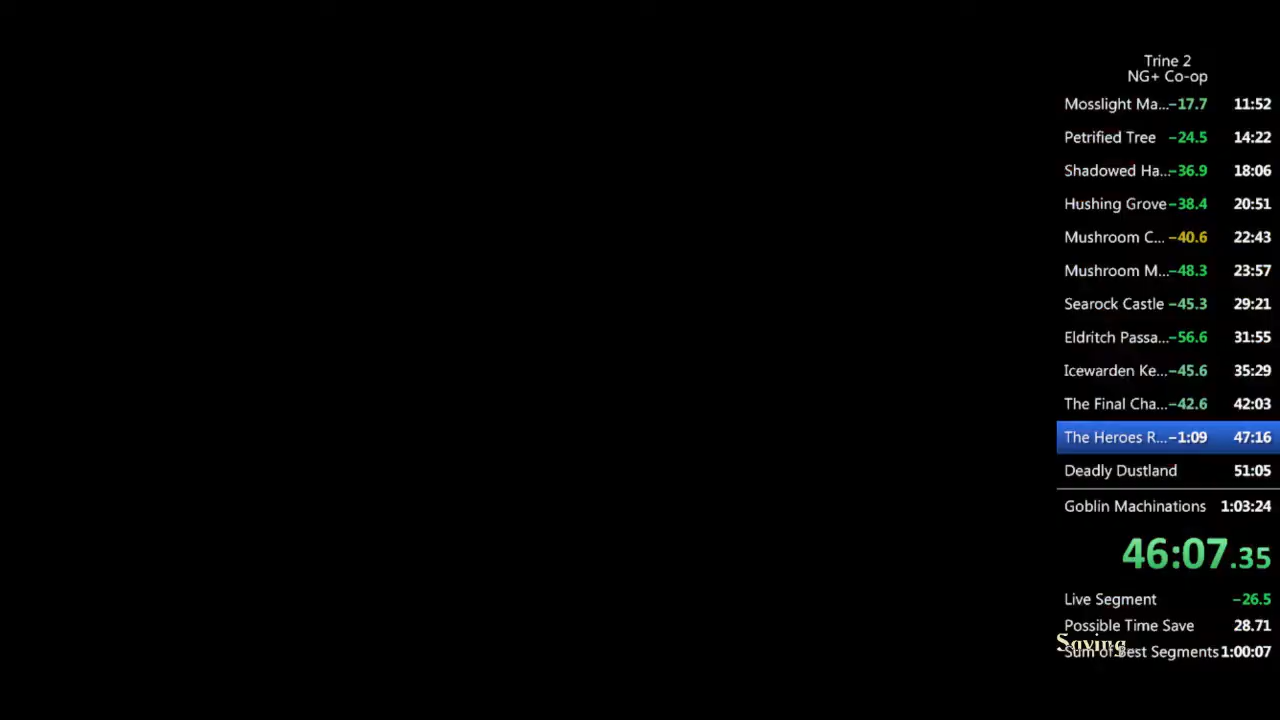 Trine 2
NG+ Co-op
Mosslight Ma... −17.7 11:52
Petrified Tree −24.5 14:22
Shadowed Ha... −36.9 18:06
Hushing Grove −38.4 20:51
Mushroom C... −40.6 22:43
Mushroom M... −48.3 23:57
Searock Castle −45.3 29:21
Eldritch Passa... −56.6 31:55
Icewarden Ke... −45.6 35:29
The Final Cha... −42.6 42:03
The Heroes R... −1:09 47:16
Deadly Dustland 51:05
Goblin Machinations 1:03:24
46:07.35
Live Segment −26.5
Possible Time Save 28.71
Saving
Sum of Best Segments 1:00:07